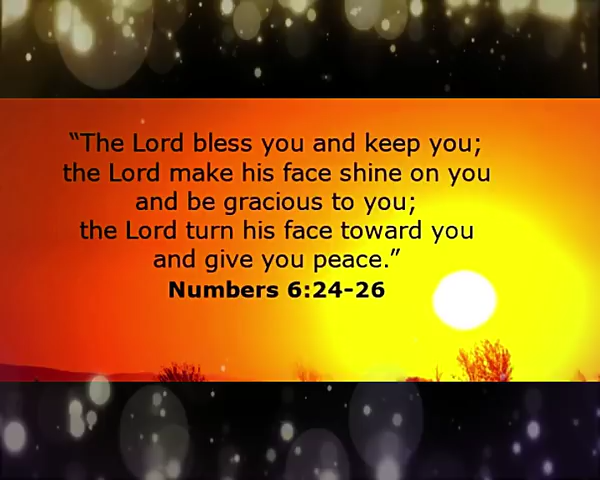 “The Lord bless you and keep you;
the Lord make his face shine on you
and be gracious to you;
the Lord turn his face toward you
and give you peace.”
Numbers 6:24-26